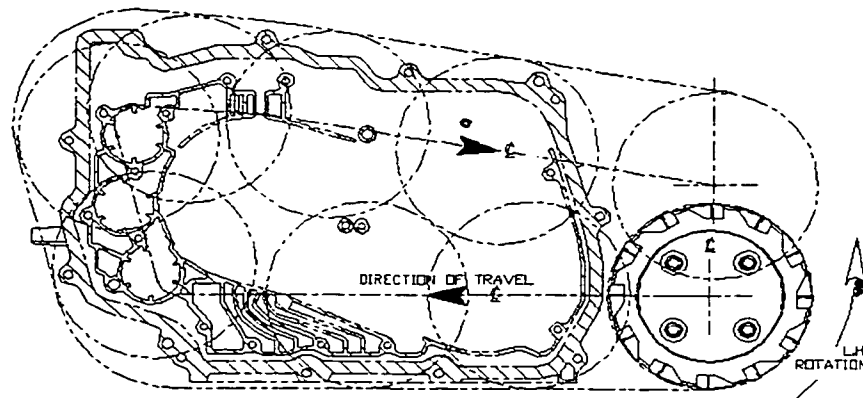 ℄
℄
DIRECTION OF TRAVEL
℄
LH
ROTATION